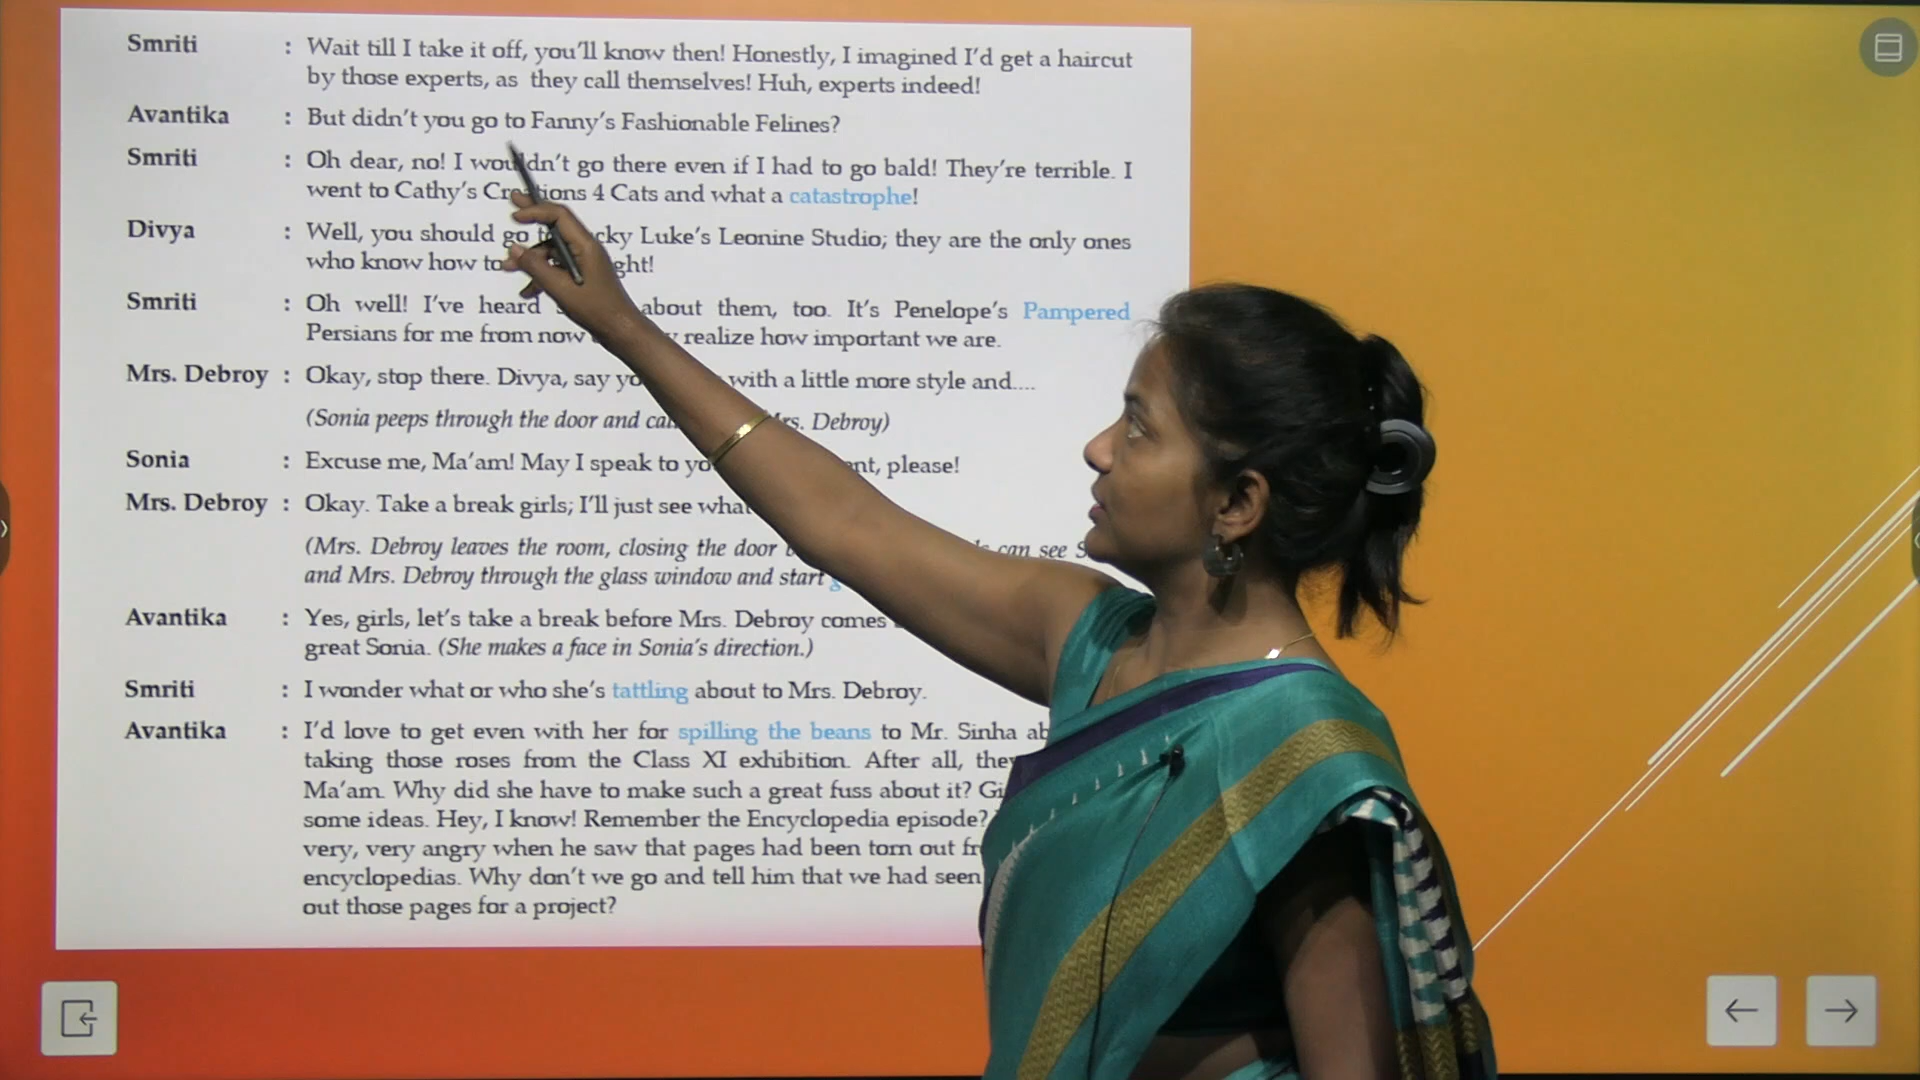 Smriti : Wait till I take it off, you'll know then! Honestly, I imagined I'd get a haircut
by those experts, as they call themselves! Huh, experts indeed!
Avantika : But didn't you go to Fanny's Fashionable Felines?
Smriti : Oh dear, no! I wouldn't go there even if I had to go bald! They're terrible. I
went to Cathy's Creations 4 Cats and what a catastrophe!
Divya : Well, you should go Luke's Leonine Studio; they are the only ones
who know how to
Smriti : Oh well! I've heard about them, too. It's Penelope's Pampered
Persians for me from now realize how important we are.
Mrs. Debroy : Okay, stop there. Divya, say with a little more style and....
(Sonia peeps through the door and Mrs. Debroy)
Sonia : Excuse me, Ma'am! May I speak to please!
Mrs. Debroy : Okay. Take a break girls; I'll just see what
(Mrs. Debroy leaves the room, closing the door can see
and Mrs. Debroy through the glass window and start
Avantika : Yes, girls, let's take a break before Mrs. Debroy comes
great Sonia. (She makes a face in Sonia's direction.)
Smriti : I wonder what or who she's tattling about to Mrs. Debroy.
Avantika : I'd love to get even with her for spilling the beans to Mr. Sinha
taking those roses from the Class XI exhibition. After all,
Ma'am. Why did she have to make such a great fuss about it?
some ideas. Hey, I know! Remember the Encyclopedia episode?
very, very angry when he saw that pages had been torn out
encyclopedias. Why don't we go and tell him that we had seen
out those pages for a project?